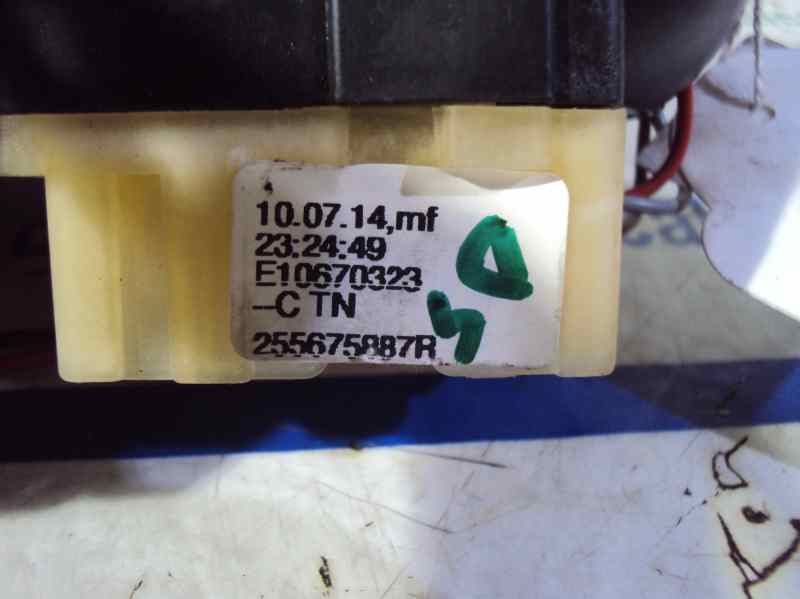 10.07.14,mf
23:24:49
E10670323
–C TN
255675887R